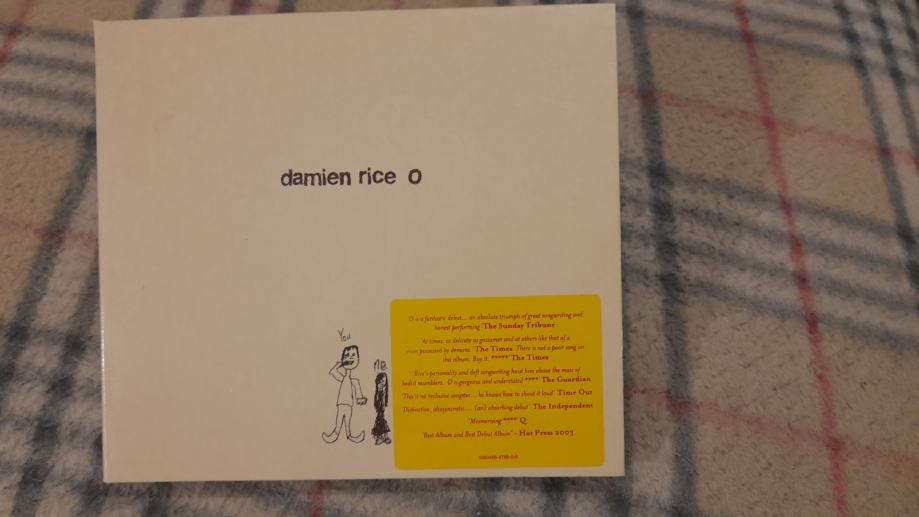 damien rice O
You
ME
'O is a fantastic debut... an absolute triumph of great songwriting and
honest performing' The Sunday Tribune
'At times, as delicate as gossamer and at others like that of a
man possessed by demons.' The Times There is not a poor song on
this album. Buy it. ***** 'The Times
'Rice's personality and deft songwriting hoist him above the mass of
bedsit mumblers. O is gorgeous and understated ****' The Guardian
'This is no reclusive songster... he knows how to shout it loud' Time Out
'Distinctive, idiosyncratic.... (an) absorbing debut' The Independent
'Mesmerising ****' Q
'Best Album and Best Debut Album' - Hot Press 2003